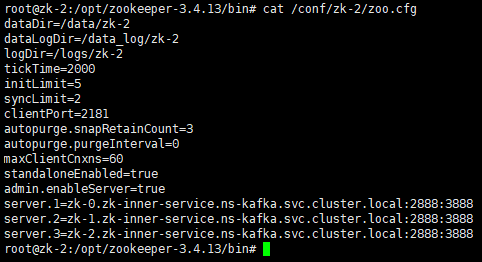 root@zk-2:/opt/zookeeper-3.4.13/bin# cat /conf/zk-2/zoo.cfg
dataDir=/data/zk-2
dataLogDir=/data_log/zk-2
logDir=/logs/zk-2
tickTime=2000
initLimit=5
syncLimit=2
clientPort=2181
autopurge.snapRetainCount=3
autopurge.purgeInterval=0
maxClientCnxns=60
standaloneEnabled=true
admin.enableServer=true
server.1=zk-0.zk-inner-service.ns-kafka.svc.cluster.local:2888:3888
server.2=zk-1.zk-inner-service.ns-kafka.svc.cluster.local:2888:3888
server.3=zk-2.zk-inner-service.ns-kafka.svc.cluster.local:2888:3888
root@zk-2:/opt/zookeeper-3.4.13/bin#